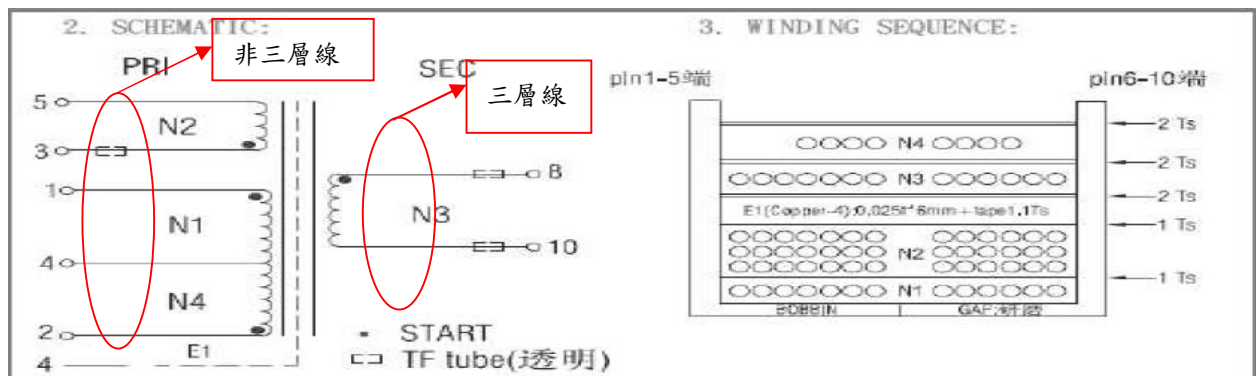 2. SCHEMATIC:
非三層線
PRI
SEC
三層線
5
N2
3
1
N1
4
N4
2
E1
4
8
N3
10
• START
TF tube(透明)
3. WINDING SEQUENCE:
pin1-5端
pin6-10端
2 Ts
N4
2 Ts
N3
2 Ts
E1(Copper-4):0,025t*6mm+tape1,1Ts
1 Ts
N2
1 Ts
N1
BOBBIN
GAP:研磨